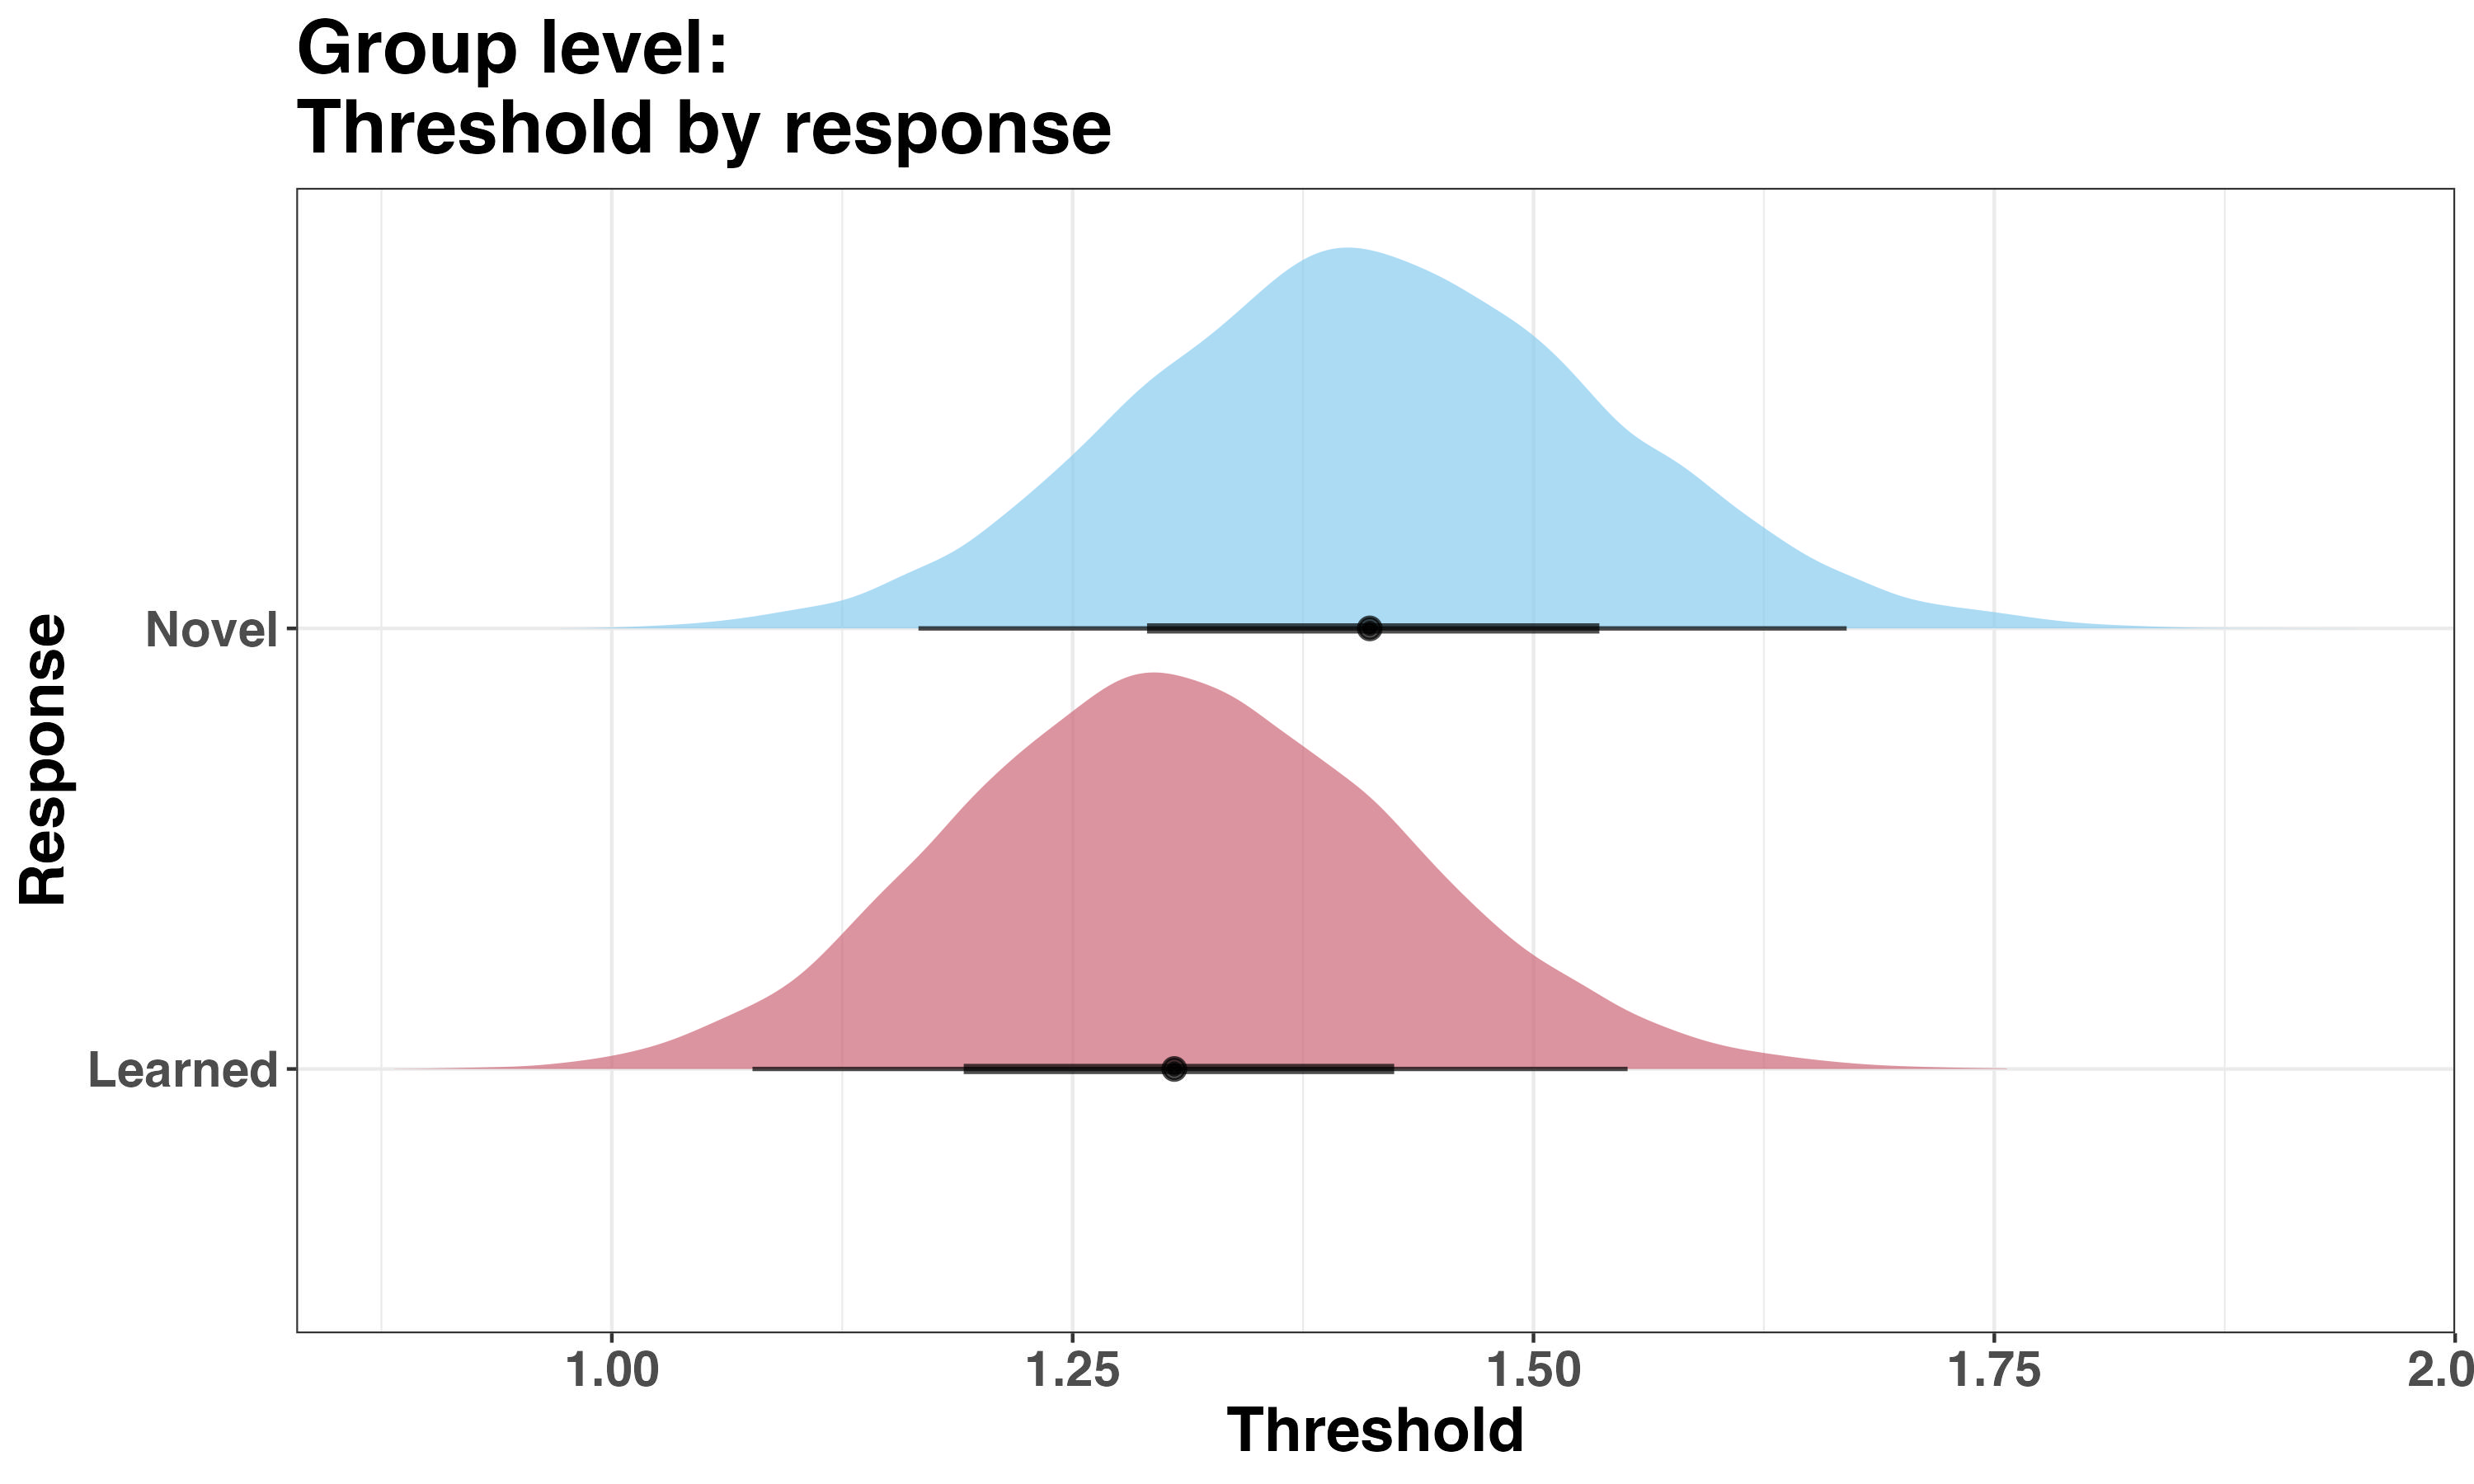 Group level:
Threshold by response
Response
Novel
Learned
1.00
1.25
1.50
1.75
2.0
Threshold